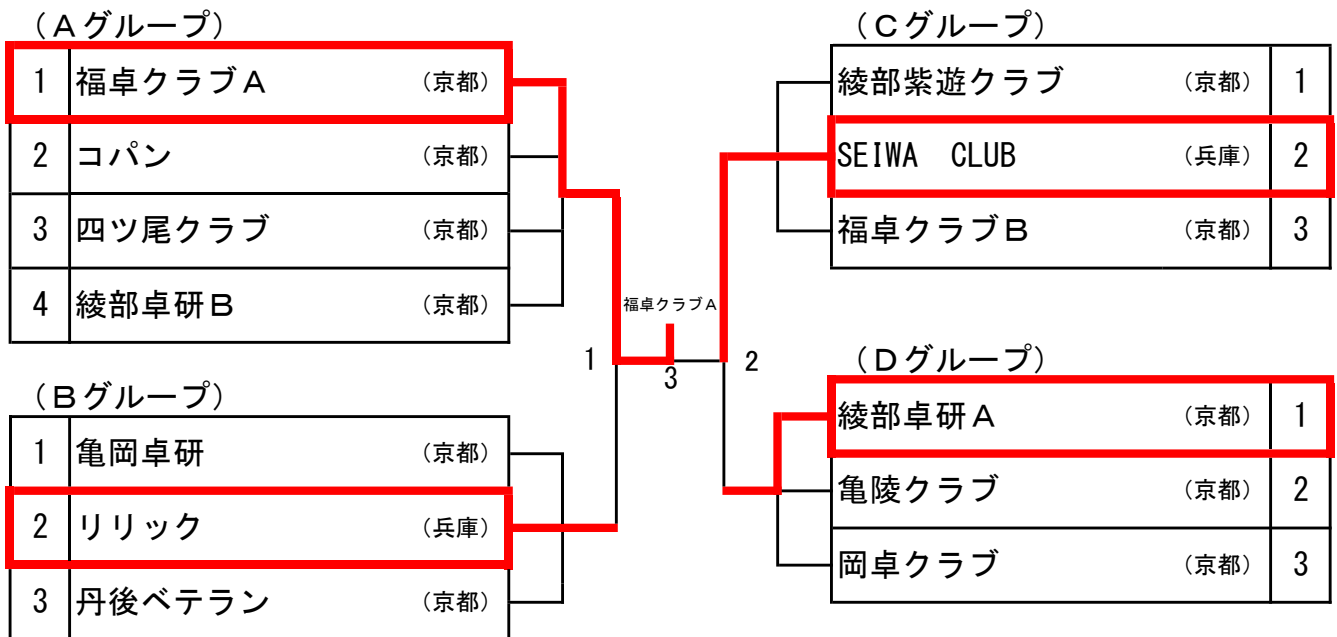 （Ａグループ）
1 福卓クラブＡ （京都）
2 コパン （京都）
3 四ツ尾クラブ （京都）
4 綾部卓研Ｂ （京都）
（Ｂグループ）
1 亀岡卓研 （京都）
2 リリック （兵庫）
3 丹後ベテラン （京都）
福卓クラブＡ
1
3
2
（Ｃグループ）
綾部紫遊クラブ （京都） 1
SEIWA　CLUB （兵庫） 2
福卓クラブＢ （京都） 3
（Ｄグループ）
綾部卓研Ａ （京都） 1
亀陵クラブ （京都） 2
岡卓クラブ （京都） 3